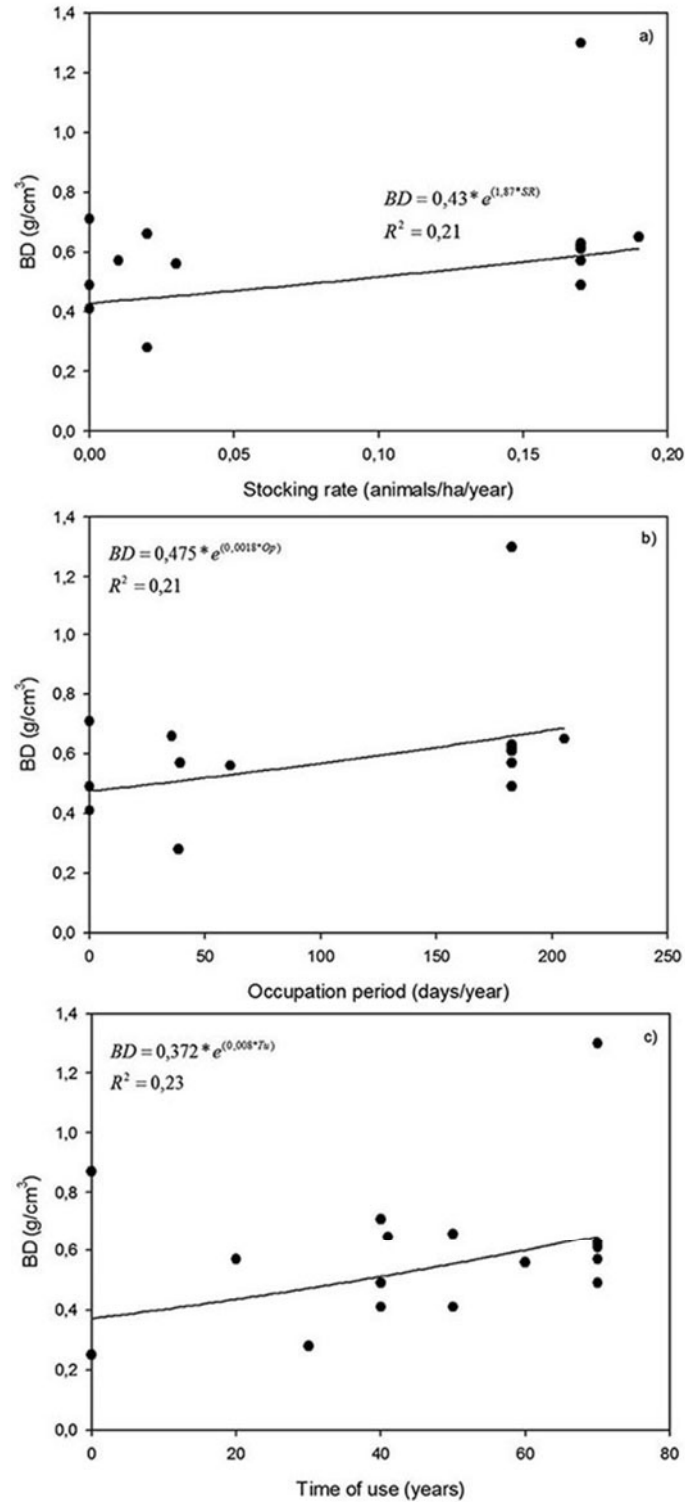 1,4
a)
1,2
1,0
BD (g/cm³)
0,8
BD = 0,43 * e^(1,87*SR)
R² = 0,21
0,6
0,4
0,2
0,0
0,00 0,05 0,10 0,15 0,20
Stocking rate (animals/ha/year)
1,4
b)
BD = 0,475 * e^(0,0018*Op)
R² = 0,21
1,2
1,0
BD (g/cm³)
0,8
0,6
0,4
0,2
0,0
0 50 100 150 200 250
Occupation period (days/year)
1,4
c)
BD = 0,372 * e^(0,008*Tu)
R² = 0,23
1,2
1,0
BD (g/cm³)
0,8
0,6
0,4
0,2
0,0
0 20 40 60 80
Time of use (years)